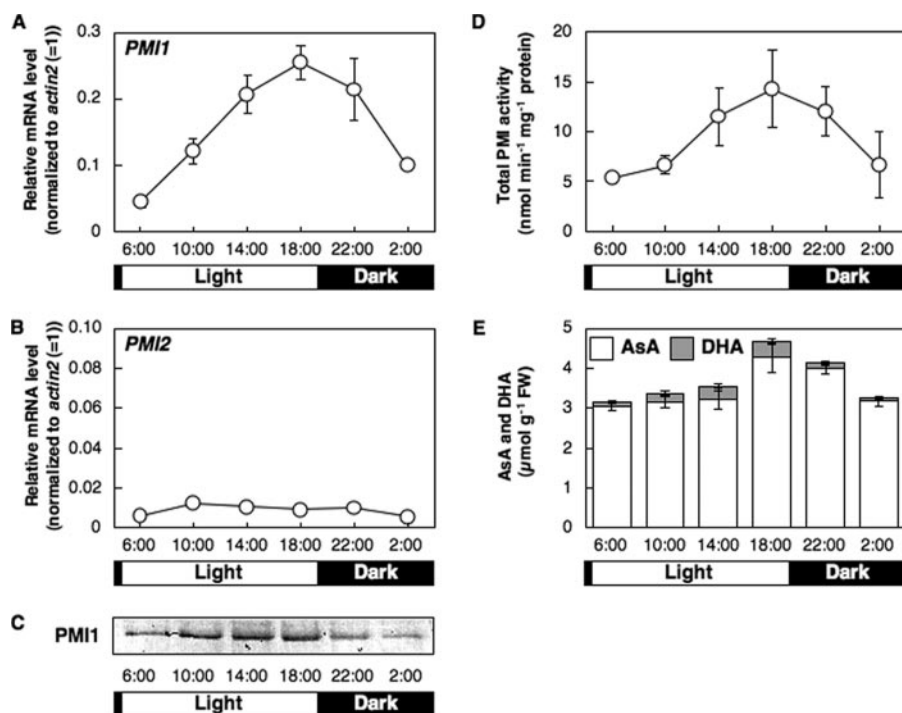 A
PMI1
Relative mRNA level
(normalized to actin2 (=1))
0.3
0.2
0.1
0
6:00 10:00 14:00 18:00 22:00 2:00
Light Dark
B
PMI2
Relative mRNA level
(normalized to actin2 (=1))
0.10
0.08
0.06
0.04
0.02
0
6:00 10:00 14:00 18:00 22:00 2:00
Light Dark
C
PMI1
6:00 10:00 14:00 18:00 22:00 2:00
Light Dark
D
Total PMI activity
(nmol min⁻¹ mg⁻¹ protein)
20
15
10
5
0
6:00 10:00 14:00 18:00 22:00 2:00
Light Dark
E
AsA DHA
AsA and DHA
(µmol g⁻¹ FW)
5
4
3
2
1
0
6:00 10:00 14:00 18:00 22:00 2:00
Light Dark